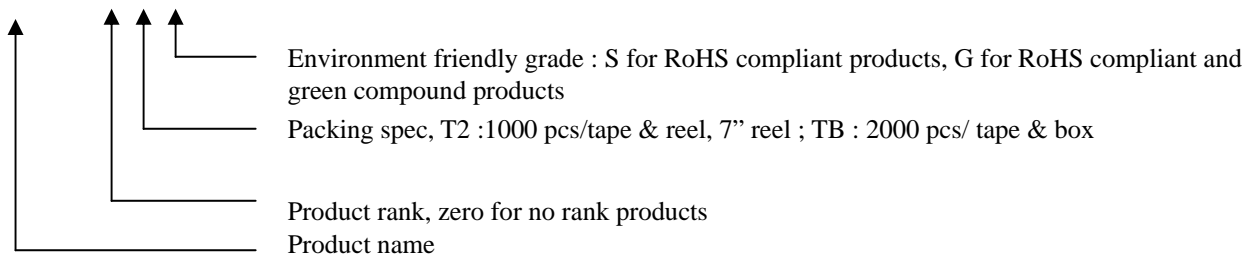 Environment friendly grade : S for RoHS compliant products, G for RoHS compliant and
green compound products
Packing spec, T2 :1000 pcs/tape & reel, 7” reel ; TB : 2000 pcs/ tape & box
Product rank, zero for no rank products
Product name